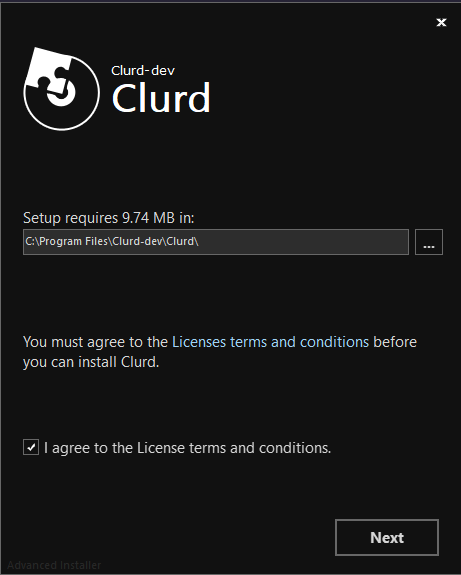 Clurd-dev
Clurd
Setup requires 9.74 MB in:
C:\Program Files\Clurd-dev\Clurd\
...
You must agree to the Licenses terms and conditions before
you can install Clurd.
I agree to the License terms and conditions.
Next
Advanced Installer